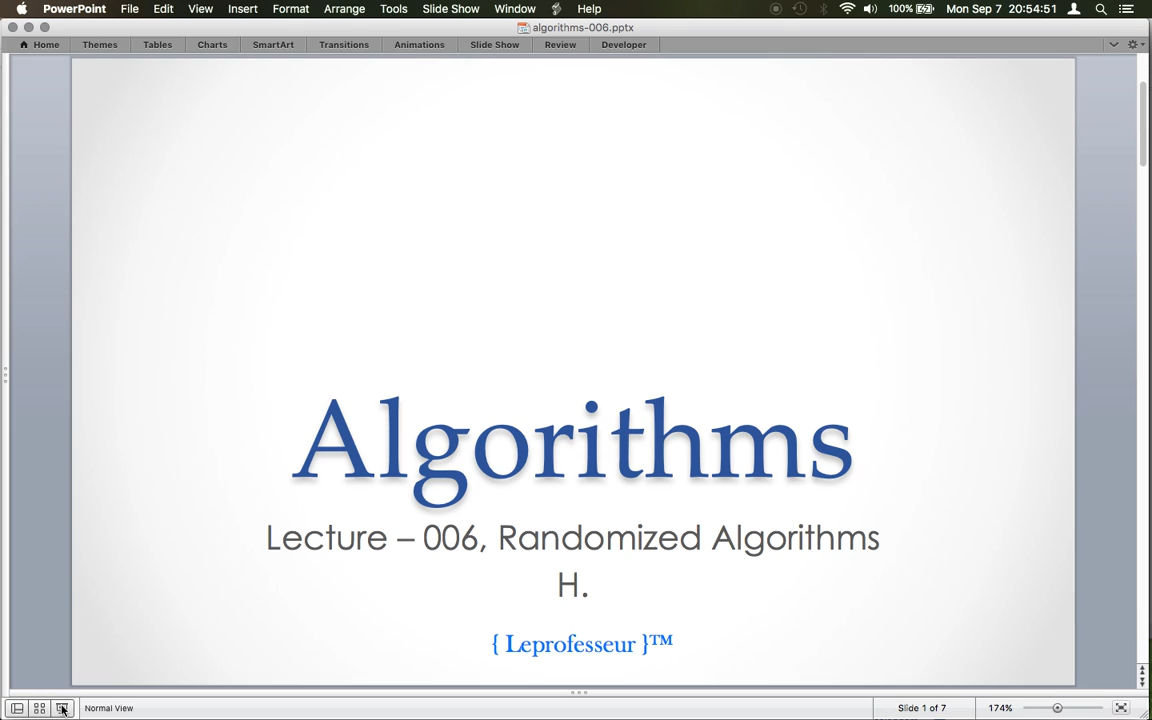 PowerPoint File Edit View Insert Format Arrange Tools Slide Show Window Help 100% Mon Sep 7 20:54:51
algorithms-006.pptx
Home Themes Tables Charts SmartArt Transitions Animations Slide Show Review Developer
Algorithms
Lecture – 006, Randomized Algorithms
H.
{ Leprofesseur }™
Normal View Slide 1 of 7 174%